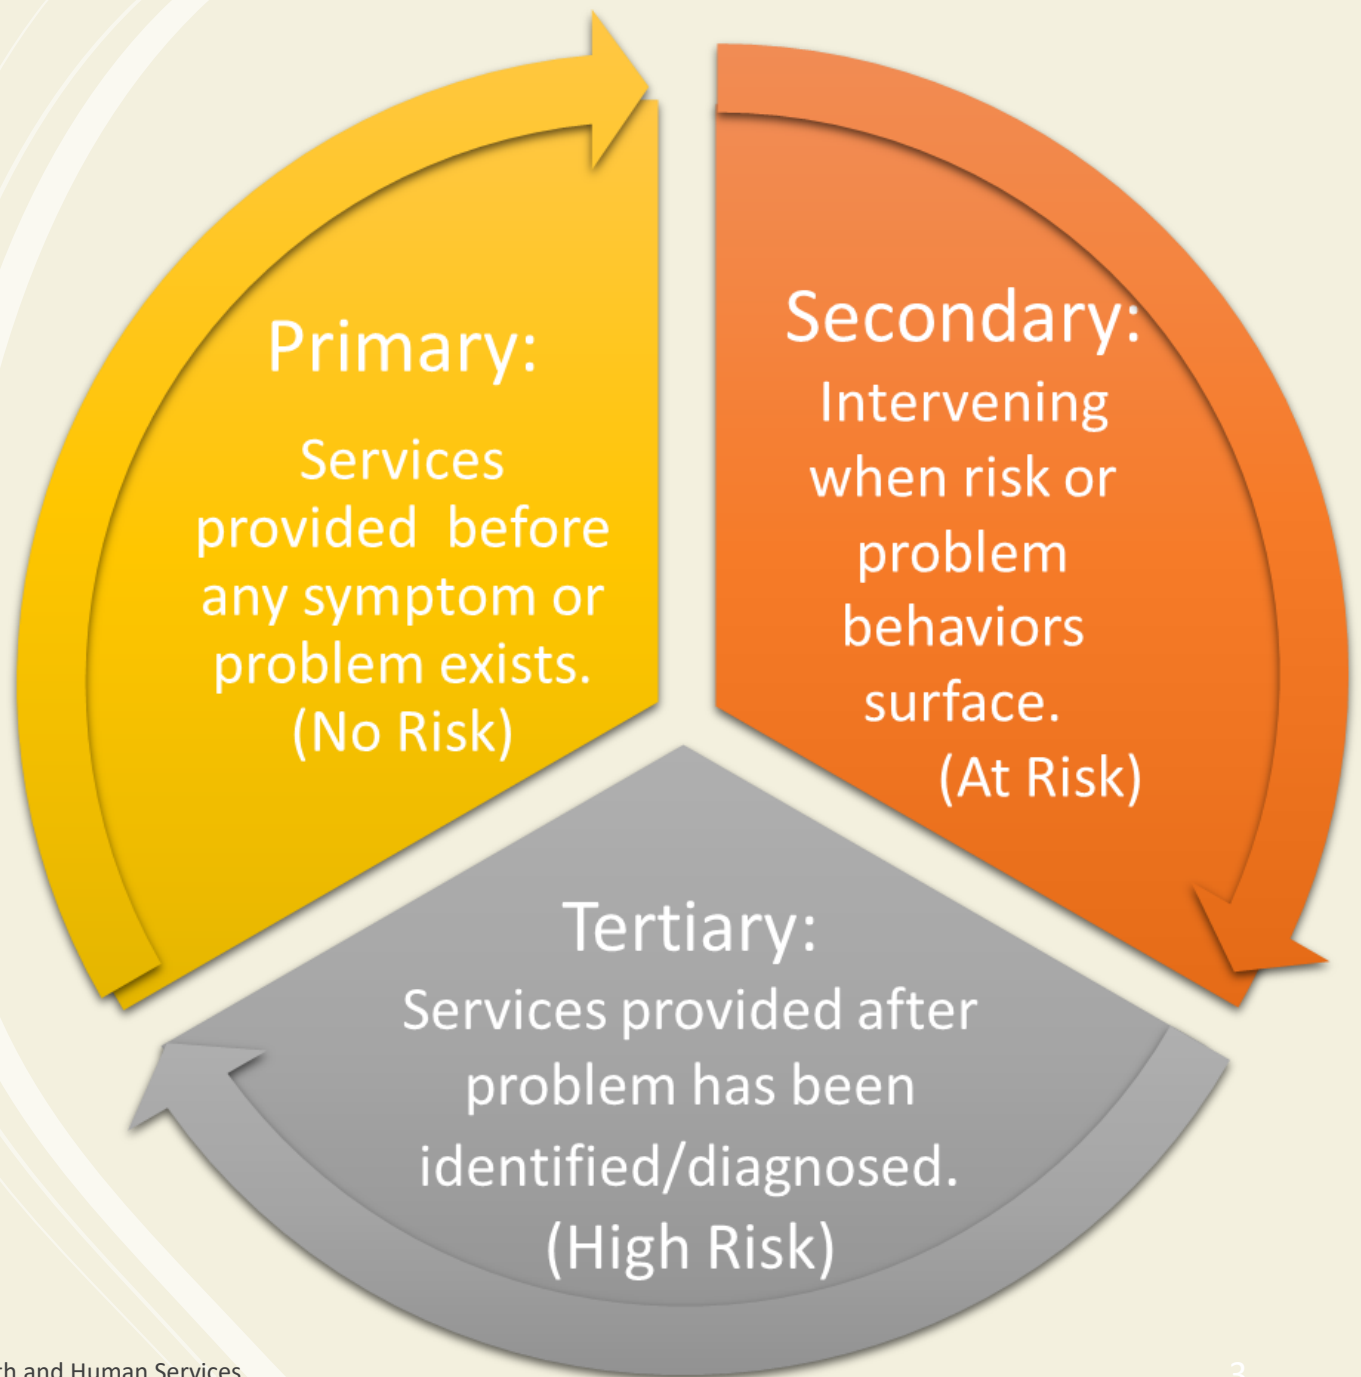 Primary:
Services
provided  before
any symptom or
problem exists.
(No Risk)
Secondary:
Intervening
when risk or
problem
behaviors
surface.
(At Risk)
Tertiary:
Services provided after
problem has been
identified/diagnosed.
(High Risk)
and Human Services
3